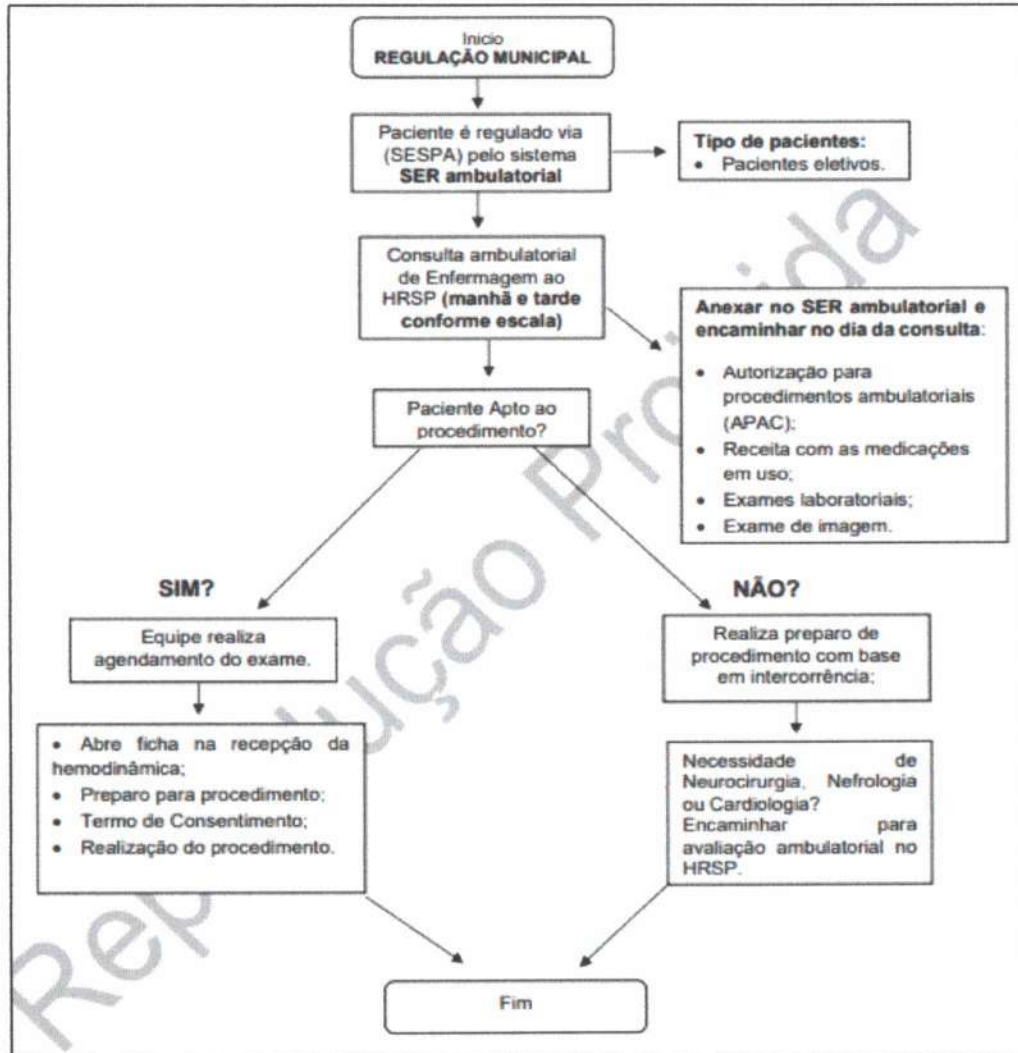 Inicio
REGULAÇÃO MUNICIPAL
Paciente é regulado via
(SESPA) pelo sistema
SER ambulatorial
Tipo de pacientes:
• Pacientes eletivos.
Consulta ambulatorial
de Enfermagem ao
HRSP (manhã e tarde
conforme escala)
Anexar no SER ambulatorial e
encaminhar no dia da consulta:
• Autorização para
procedimentos ambulatoriais
(APAC);
• Receita com as medicações
em uso;
• Exames laboratoriais;
• Exame de imagem.
Paciente Apto ao
procedimento?
SIM?
Equipe realiza
agendamento do exame.
• Abre ficha na recepção da
hemodinâmica;
• Preparo para procedimento;
• Termo de Consentimento;
• Realização do procedimento.
NÃO?
Realiza preparo de
procedimento com base
em intercorrência;
Necessidade de
Neurocirurgia, Nefrologia
ou Cardiologia?
Encaminhar para
avaliação ambulatorial no
HRSP.
Fim
Reprodução Proibida